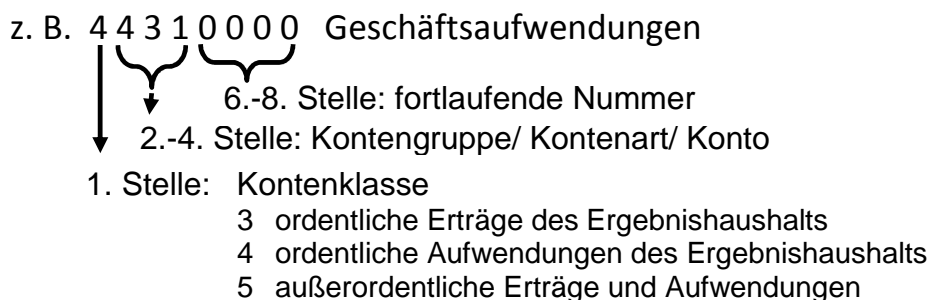 z. B. 4 4 3 1 0 0 0 0 Geschäftsaufwendungen
6.-8. Stelle: fortlaufende Nummer
2.-4. Stelle: Kontengruppe/ Kontenart/ Konto
1. Stelle: Kontenklasse
3 ordentliche Erträge des Ergebnishaushalts
4 ordentliche Aufwendungen des Ergebnishaushalts
5 außerordentliche Erträge und Aufwendungen